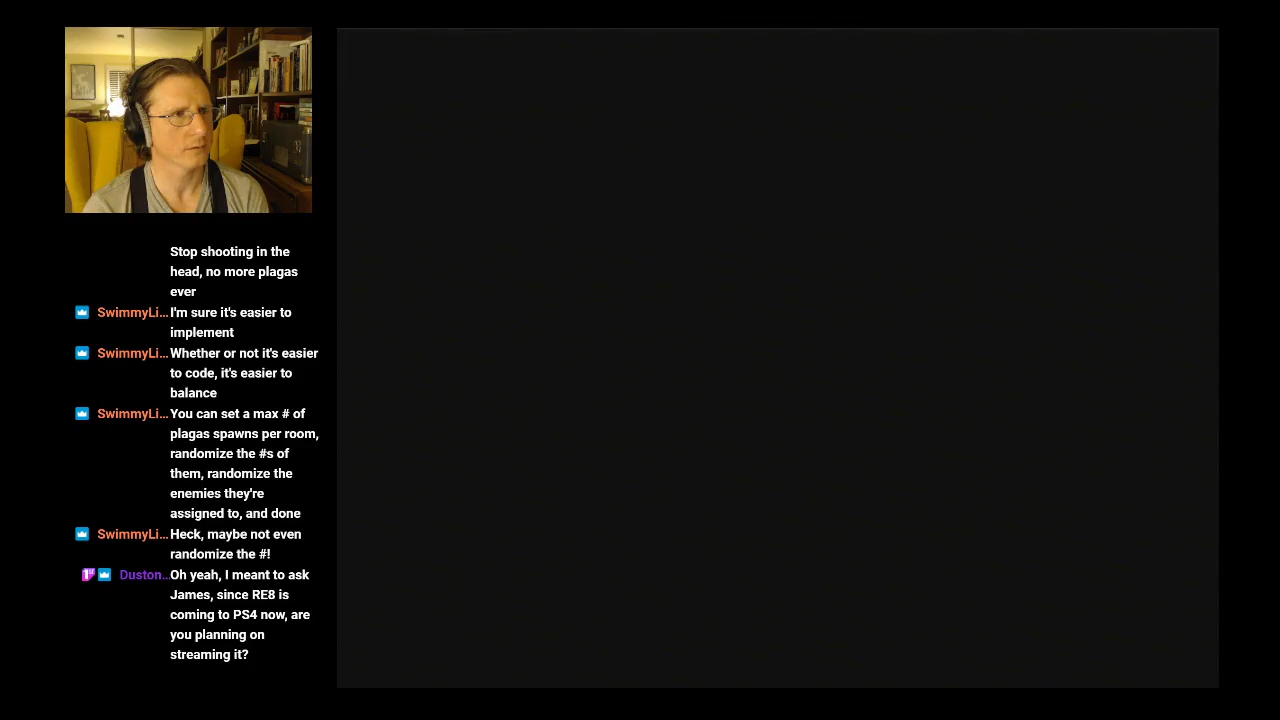 Stop shooting in the
head, no more plagas
ever
SwimmyLi... I'm sure it's easier to
implement
SwimmyLi... Whether or not it's easier
to code, it's easier to
balance
SwimmyLi... You can set a max # of
plagas spawns per room,
randomize the #s of
them, randomize the
enemies they're
assigned to, and done
SwimmyLi... Heck, maybe not even
randomize the #!
1st Duston... Oh yeah, I meant to ask
James, since RE8 is
coming to PS4 now, are
you planning on
streaming it?